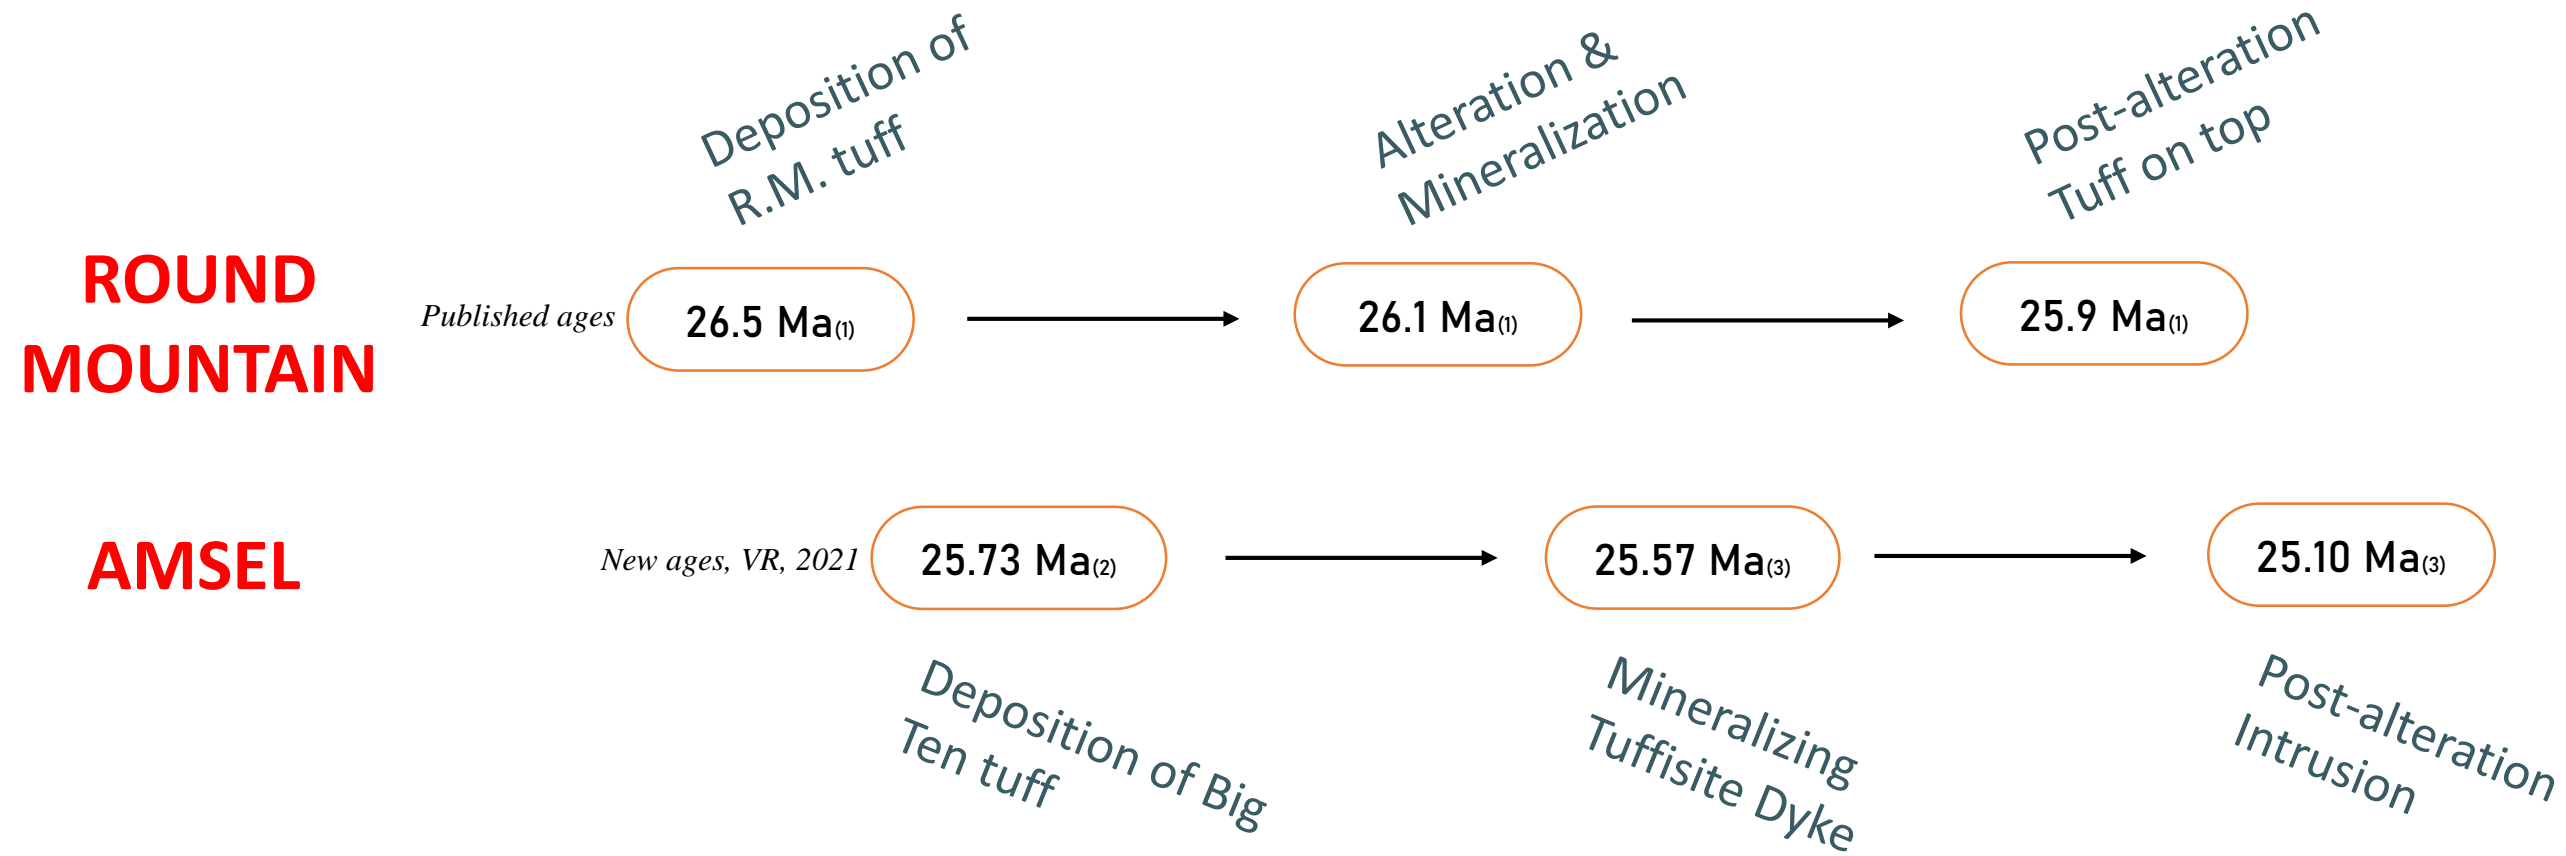 Deposition of
R.M. tuff
Alteration &
Mineralization
Post-alteration
Tuff on top
ROUND
MOUNTAIN
Published ages
26.5 Ma(1)
26.1 Ma(1)
25.9 Ma(1)
AMSEL
New ages, VR, 2021
25.73 Ma(2)
25.57 Ma(3)
25.10 Ma(3)
Deposition of Big
Ten tuff
Mineralizing
Tuffisite Dyke
Post-alteration
Intrusion